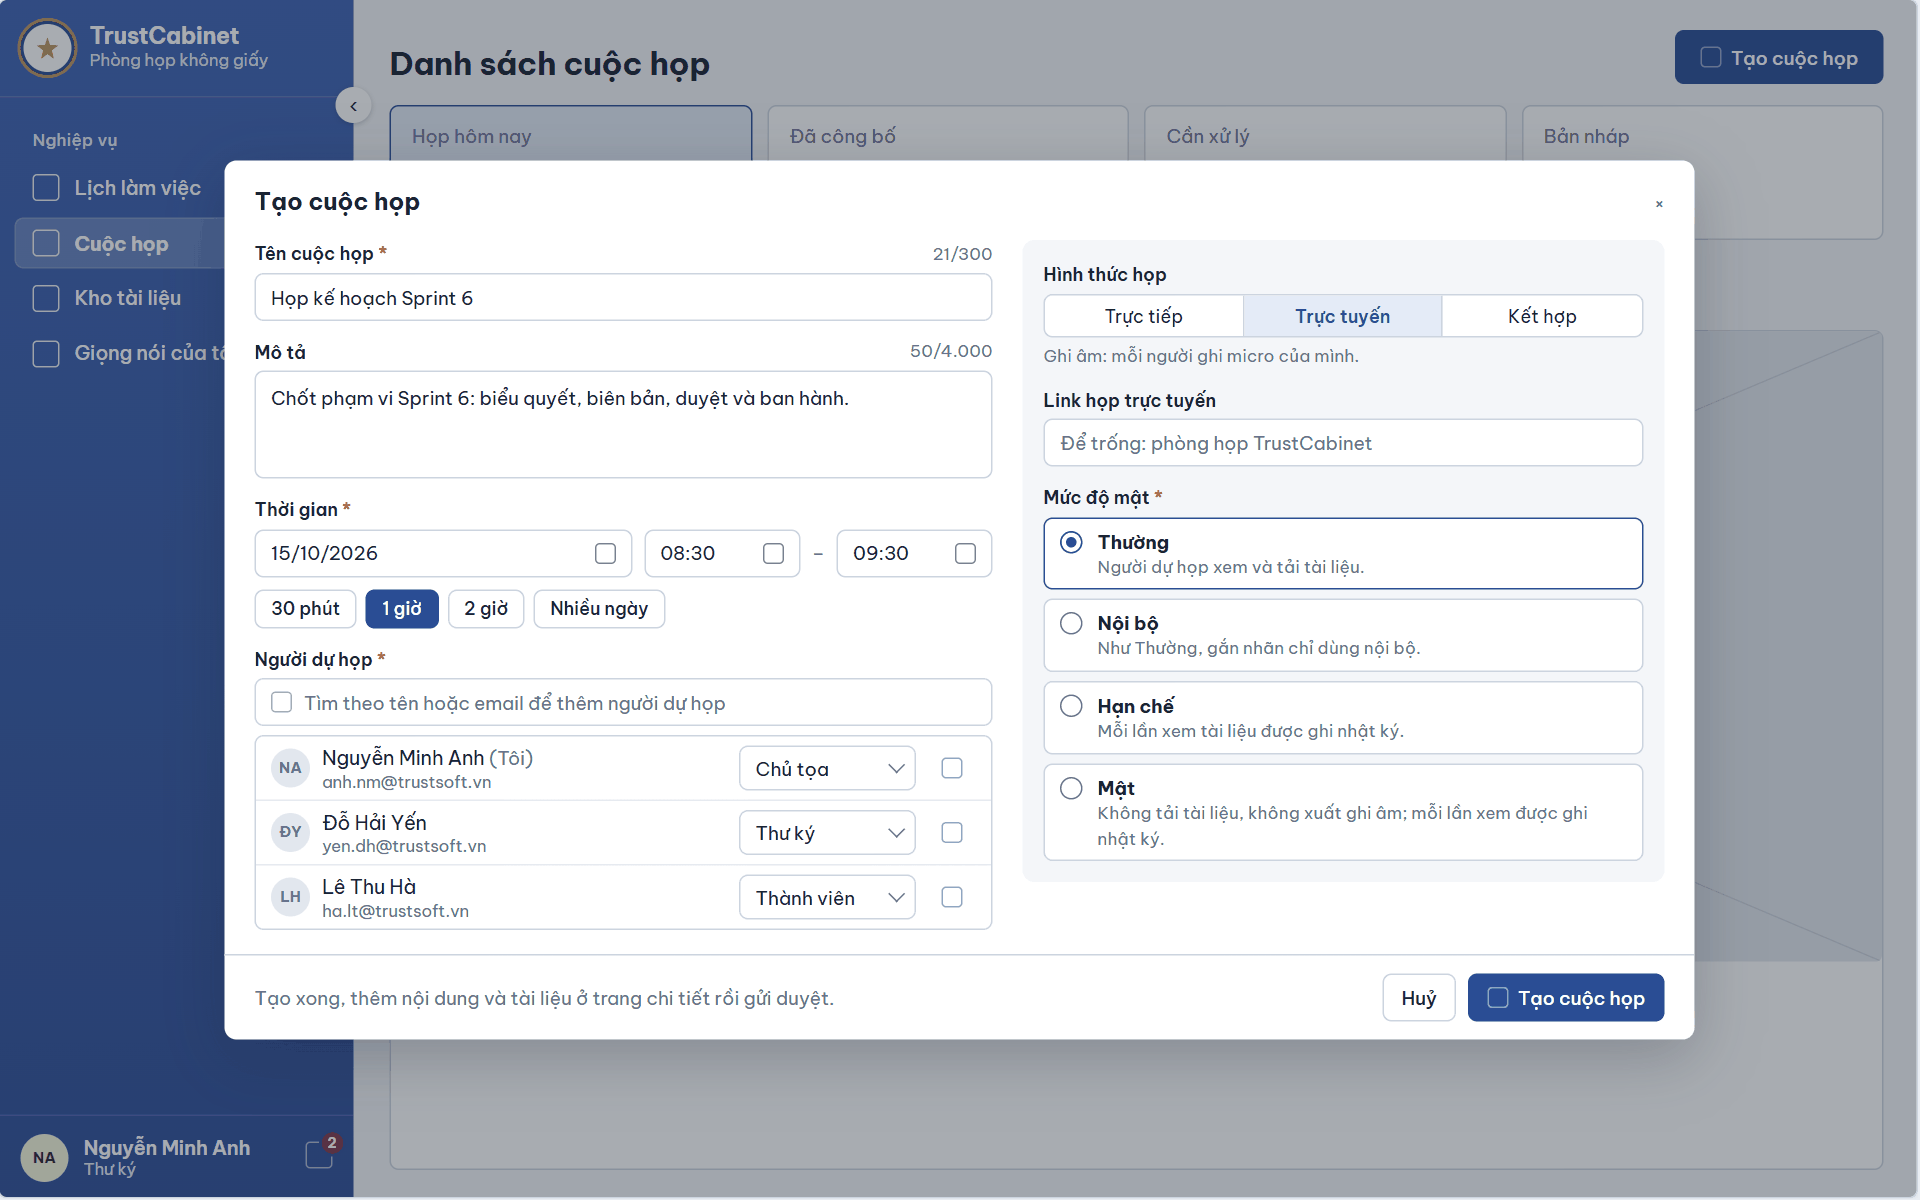 TrustCabinet
Phòng họp không giấy
Nghiệp vụ
Lịch làm việc
Cuộc họp
Kho tài liệu
Giọng nói của tô
NA
Nguyễn Minh Anh
Thư ký
2
Danh sách cuộc họp
Tạo cuộc họp
Họp hôm nay
Đã công bố
Cần xử lý
Bản nháp
Tạo cuộc họp
×
Tên cuộc họp *
21/300
Họp kế hoạch Sprint 6
Mô tả
50/4.000
Chốt phạm vi Sprint 6: biểu quyết, biên bản, duyệt và ban hành.
Thời gian *
15/10/2026
08:30
–
09:30
30 phút
1 giờ
2 giờ
Nhiều ngày
Người dự họp *
Tìm theo tên hoặc email để thêm người dự họp
NA
Nguyễn Minh Anh (Tôi)
anh.nm@trustsoft.vn
Chủ tọa
ĐY
Đỗ Hải Yến
yen.dh@trustsoft.vn
Thư ký
LH
Lê Thu Hà
ha.lt@trustsoft.vn
Thành viên
Hình thức họp
Trực tiếp
Trực tuyến
Kết hợp
Ghi âm: mỗi người ghi micro của mình.
Link họp trực tuyến
Để trống: phòng họp TrustCabinet
Mức độ mật *
Thường
Người dự họp xem và tải tài liệu.
Nội bộ
Như Thường, gắn nhãn chỉ dùng nội bộ.
Hạn chế
Mỗi lần xem tài liệu được ghi nhật ký.
Mật
Không tải tài liệu, không xuất ghi âm; mỗi lần xem được ghi
nhật ký.
Tạo xong, thêm nội dung và tài liệu ở trang chi tiết rồi gửi duyệt.
Huỷ
Tạo cuộc họp